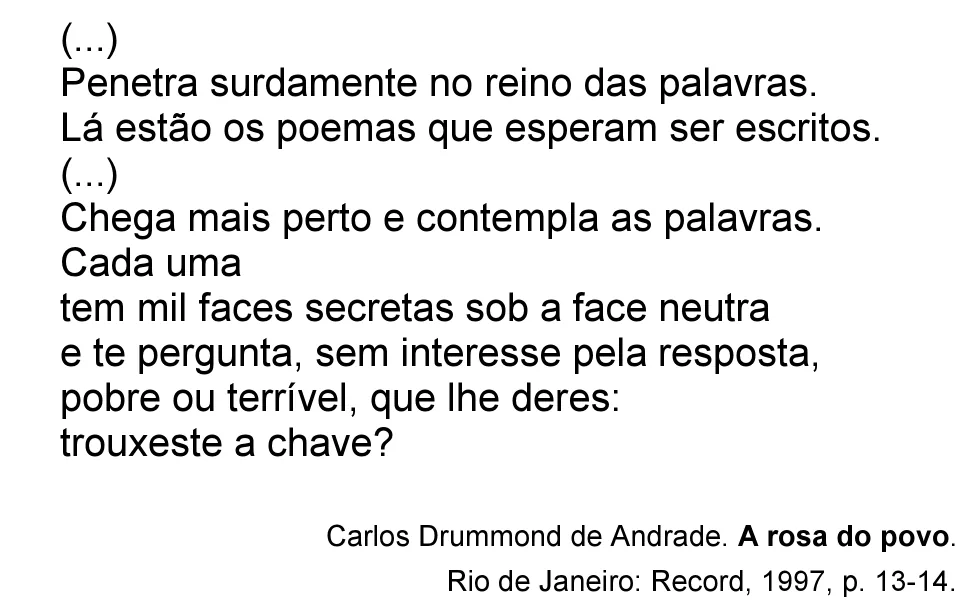 (...)
Penetra surdamente no reino das palavras.
Lá estão os poemas que esperam ser escritos.
(...)
Chega mais perto e contempla as palavras.
Cada uma
tem mil faces secretas sob a face neutra
e te pergunta, sem interesse pela resposta,
pobre ou terrível, que lhe deres:
trouxeste a chave?
Carlos Drummond de Andrade. A rosa do povo.
Rio de Janeiro: Record, 1997, p. 13-14.